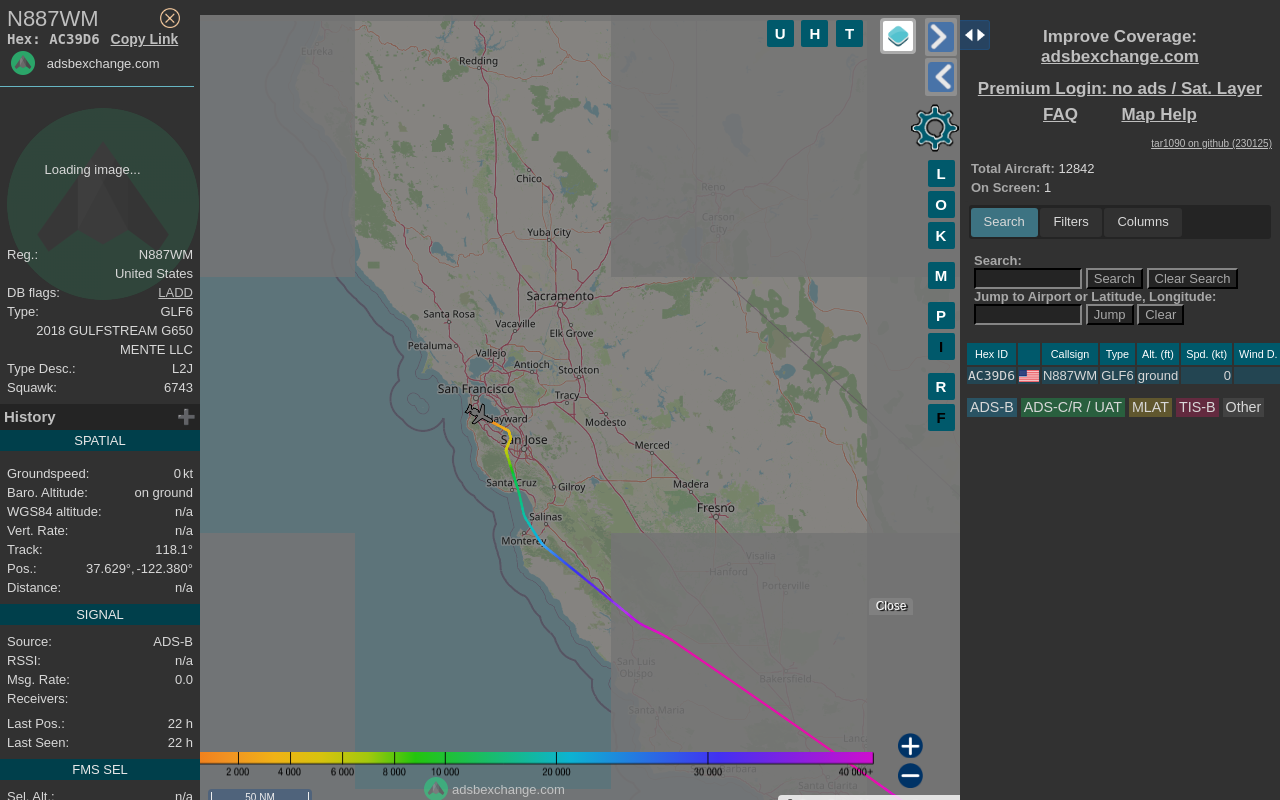 N887WM
Hex: AC39D6 Copy Link
adsbexchange.com
Loading image...
Reg.: N887WM
United States
DB flags: LADD
Type: GLF6
2018 GULFSTREAM G650
MENTE LLC
Type Desc.: L2J
Squawk: 6743
History
SPATIAL
Groundspeed: 0 kt
Baro. Altitude: on ground
WGS84 altitude: n/a
Vert. Rate: n/a
Track: 118.1°
Pos.: 37.629°, -122.380°
Distance: n/a
SIGNAL
Source: ADS-B
RSSI: n/a
Msg. Rate: 0.0
Receivers:
Last Pos.: 22 h
Last Seen: 22 h
FMS SEL
Sel. Alt.: n/a
U H T
L
O
K
M
P
I
R
F
Eureka
Redding
Chico
Reno
Carson
City
Yuba City
Sacramento
Santa Rosa
Vacaville
Elk Grove
Petaluma
Vallejo
Antioch
Stockton
San Francisco
Tracy
Hayward
Modesto
San Jose
Merced
Santa Cruz
Gilroy
Madera
Fresno
Salinas
Monterey
Visalia
Hanford
Porterville
San Luis
Obispo
Bakersfield
Santa Maria
Santa Clarita
Close
2 000 4 000 6 000 8 000 10 000 20 000 30 000 40 000+
adsbexchange.com
50 NM
Improve Coverage:
adsbexchange.com
Premium Login: no ads / Sat. Layer
FAQ Map Help
tar1090 on github (230125)
Total Aircraft: 12842
On Screen: 1
Search Filters Columns
Search:
Search Clear Search
Jump to Airport or Latitude, Longitude:
Jump Clear
Hex ID Callsign Type Alt. (ft) Spd. (kt) Wind D.
AC39D6 N887WM GLF6 ground 0
ADS-B ADS-C/R / UAT MLAT TIS-B Other